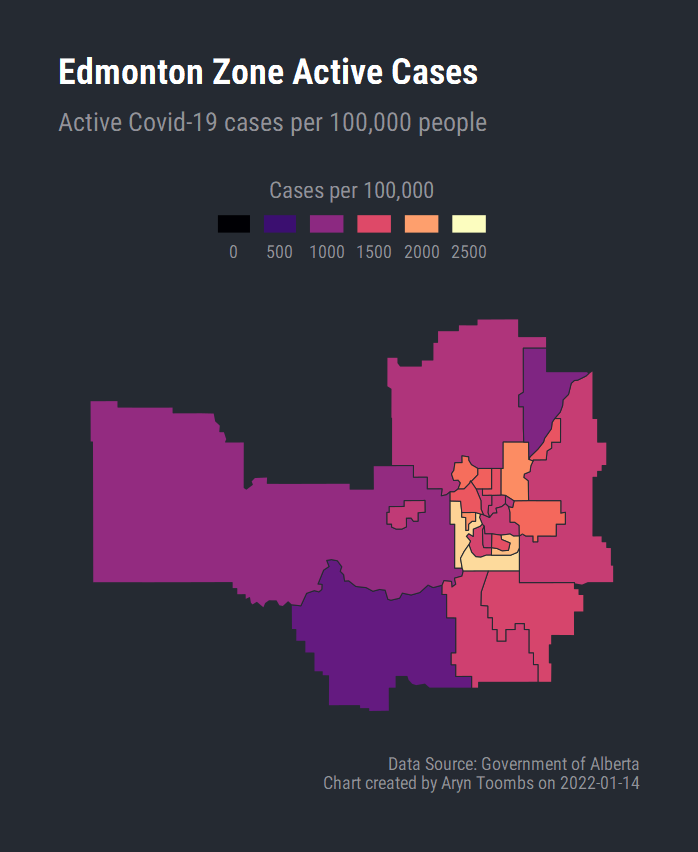 Edmonton Zone Active Cases
Active Covid-19 cases per 100,000 people
Cases per 100,000
0 500 1000 1500 2000 2500
Data Source: Government of Alberta
Chart created by Aryn Toombs on 2022-01-14